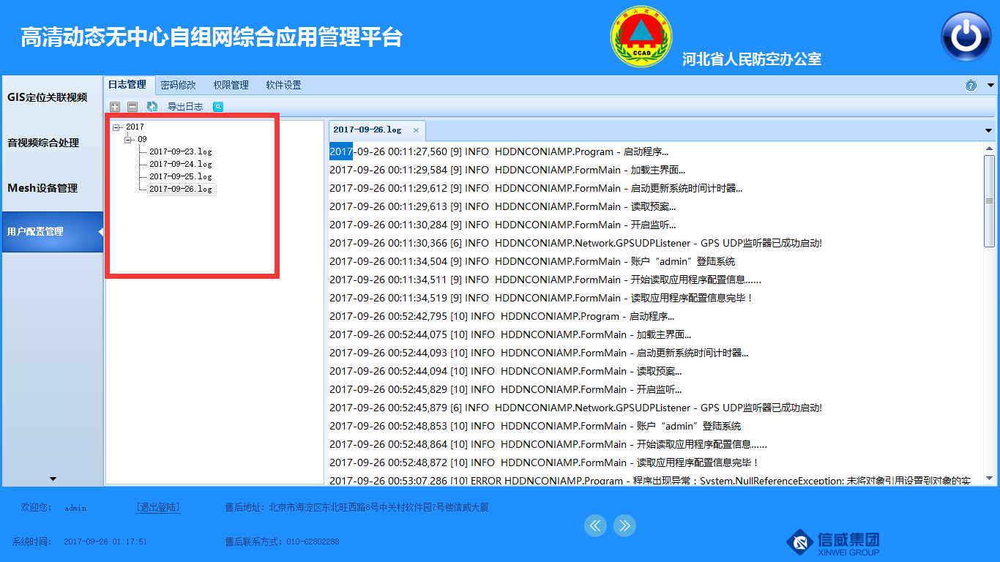 高清动态无中心自组网综合应用管理平台
中国人民防空
CCAD
河北省人民防空办公室
GIS定位关联视频
音视频综合处理
Mesh设备管理
用户配置管理
日志管理 密码修改 权限管理 软件设置
导出日志
2017
09
2017-09-23.log
2017-09-24.log
2017-09-25.log
2017-09-26.log
2017-09-26.log ×
2017-09-26 00:11:27,560 [9] INFO HDDNCONIAMP.Program - 启动程序...
2017-09-26 00:11:29,584 [9] INFO HDDNCONIAMP.FormMain - 加载主界面...
2017-09-26 00:11:29,612 [9] INFO HDDNCONIAMP.FormMain - 启动更新系统时间计时器...
2017-09-26 00:11:29,613 [9] INFO HDDNCONIAMP.FormMain - 读取预案...
2017-09-26 00:11:30,284 [9] INFO HDDNCONIAMP.FormMain - 开启监听...
2017-09-26 00:11:30,366 [6] INFO HDDNCONIAMP.Network.GPSUDPListener - GPS UDP监听器已成功启动!
2017-09-26 00:11:34,504 [9] INFO HDDNCONIAMP.FormMain - 账户“admin”登陆系统
2017-09-26 00:11:34,511 [9] INFO HDDNCONIAMP.FormMain - 开始读取应用程序配置信息......
2017-09-26 00:11:34,519 [9] INFO HDDNCONIAMP.FormMain - 读取应用程序配置信息完毕！
2017-09-26 00:52:42,795 [10] INFO HDDNCONIAMP.Program - 启动程序...
2017-09-26 00:52:44,075 [10] INFO HDDNCONIAMP.FormMain - 加载主界面...
2017-09-26 00:52:44,093 [10] INFO HDDNCONIAMP.FormMain - 启动更新系统时间计时器...
2017-09-26 00:52:44,094 [10] INFO HDDNCONIAMP.FormMain - 读取预案...
2017-09-26 00:52:45,829 [10] INFO HDDNCONIAMP.FormMain - 开启监听...
2017-09-26 00:52:45,879 [6] INFO HDDNCONIAMP.Network.GPSUDPListener - GPS UDP监听器已成功启动!
2017-09-26 00:52:48,853 [10] INFO HDDNCONIAMP.FormMain - 账户“admin”登陆系统
2017-09-26 00:52:48,864 [10] INFO HDDNCONIAMP.FormMain - 开始读取应用程序配置信息......
2017-09-26 00:52:48,872 [10] INFO HDDNCONIAMP.FormMain - 读取应用程序配置信息完毕！
2017-09-26 00:53:07,286 [10] ERROR HDDNCONIAMP.Program - 程序出现异常：System.NullReferenceException: 未将对象引用设置到对象的实
欢迎您： admin [退出登陆] 售后地址：北京市海淀区东北旺西路8号中关村软件园7号楼信威大厦
系统时间： 2017-09-26 01:17:51 售后联系方式：010-62802288
信威集团
XINWEI GROUP